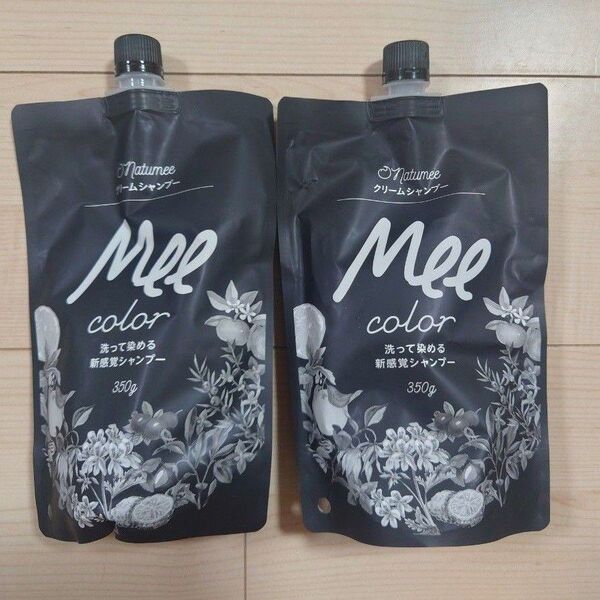 Natumee
クリームシャンプー
Mee
color
洗って染める
新感覚シャンプー
350g
Natumee
クリームシャンプー
Mee
color
洗って染める
新感覚シャンプー
350g